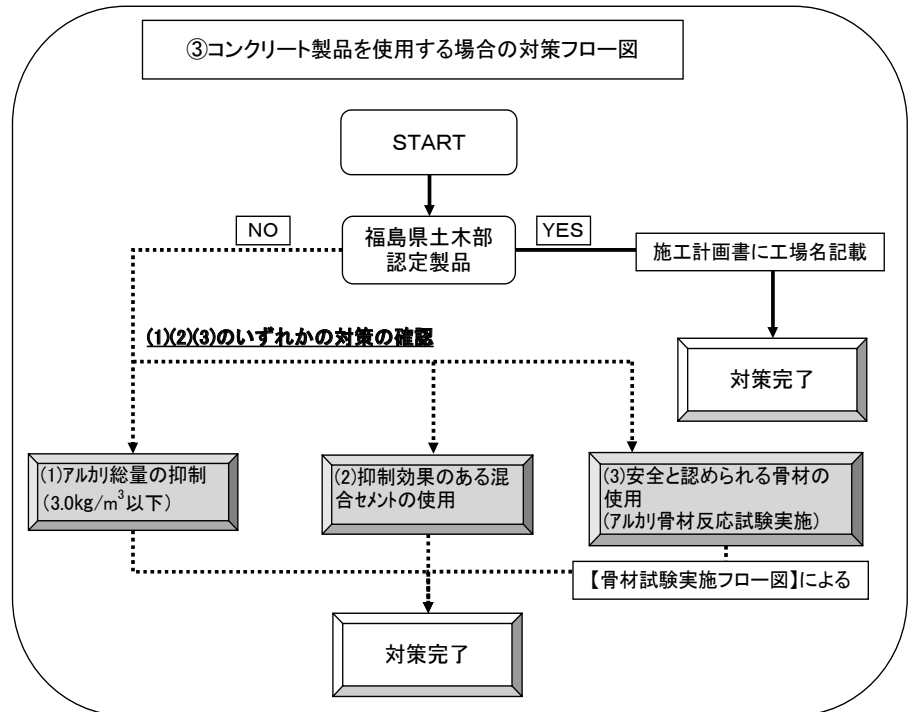 ③コンクリート製品を使用する場合の対策フロー図
START
NO
福島県土木部
認定製品
YES
施工計画書に工場名記載
(1)(2)(3)のいずれかの対策の確認
対策完了
(1)アルカリ総量の抑制
(3.0kg/m³以下)
(2)抑制効果のある混
合セメントの使用
(3)安全と認められる骨材の
使用
(アルカリ骨材反応試験実施)
【骨材試験実施フロー図】による
対策完了